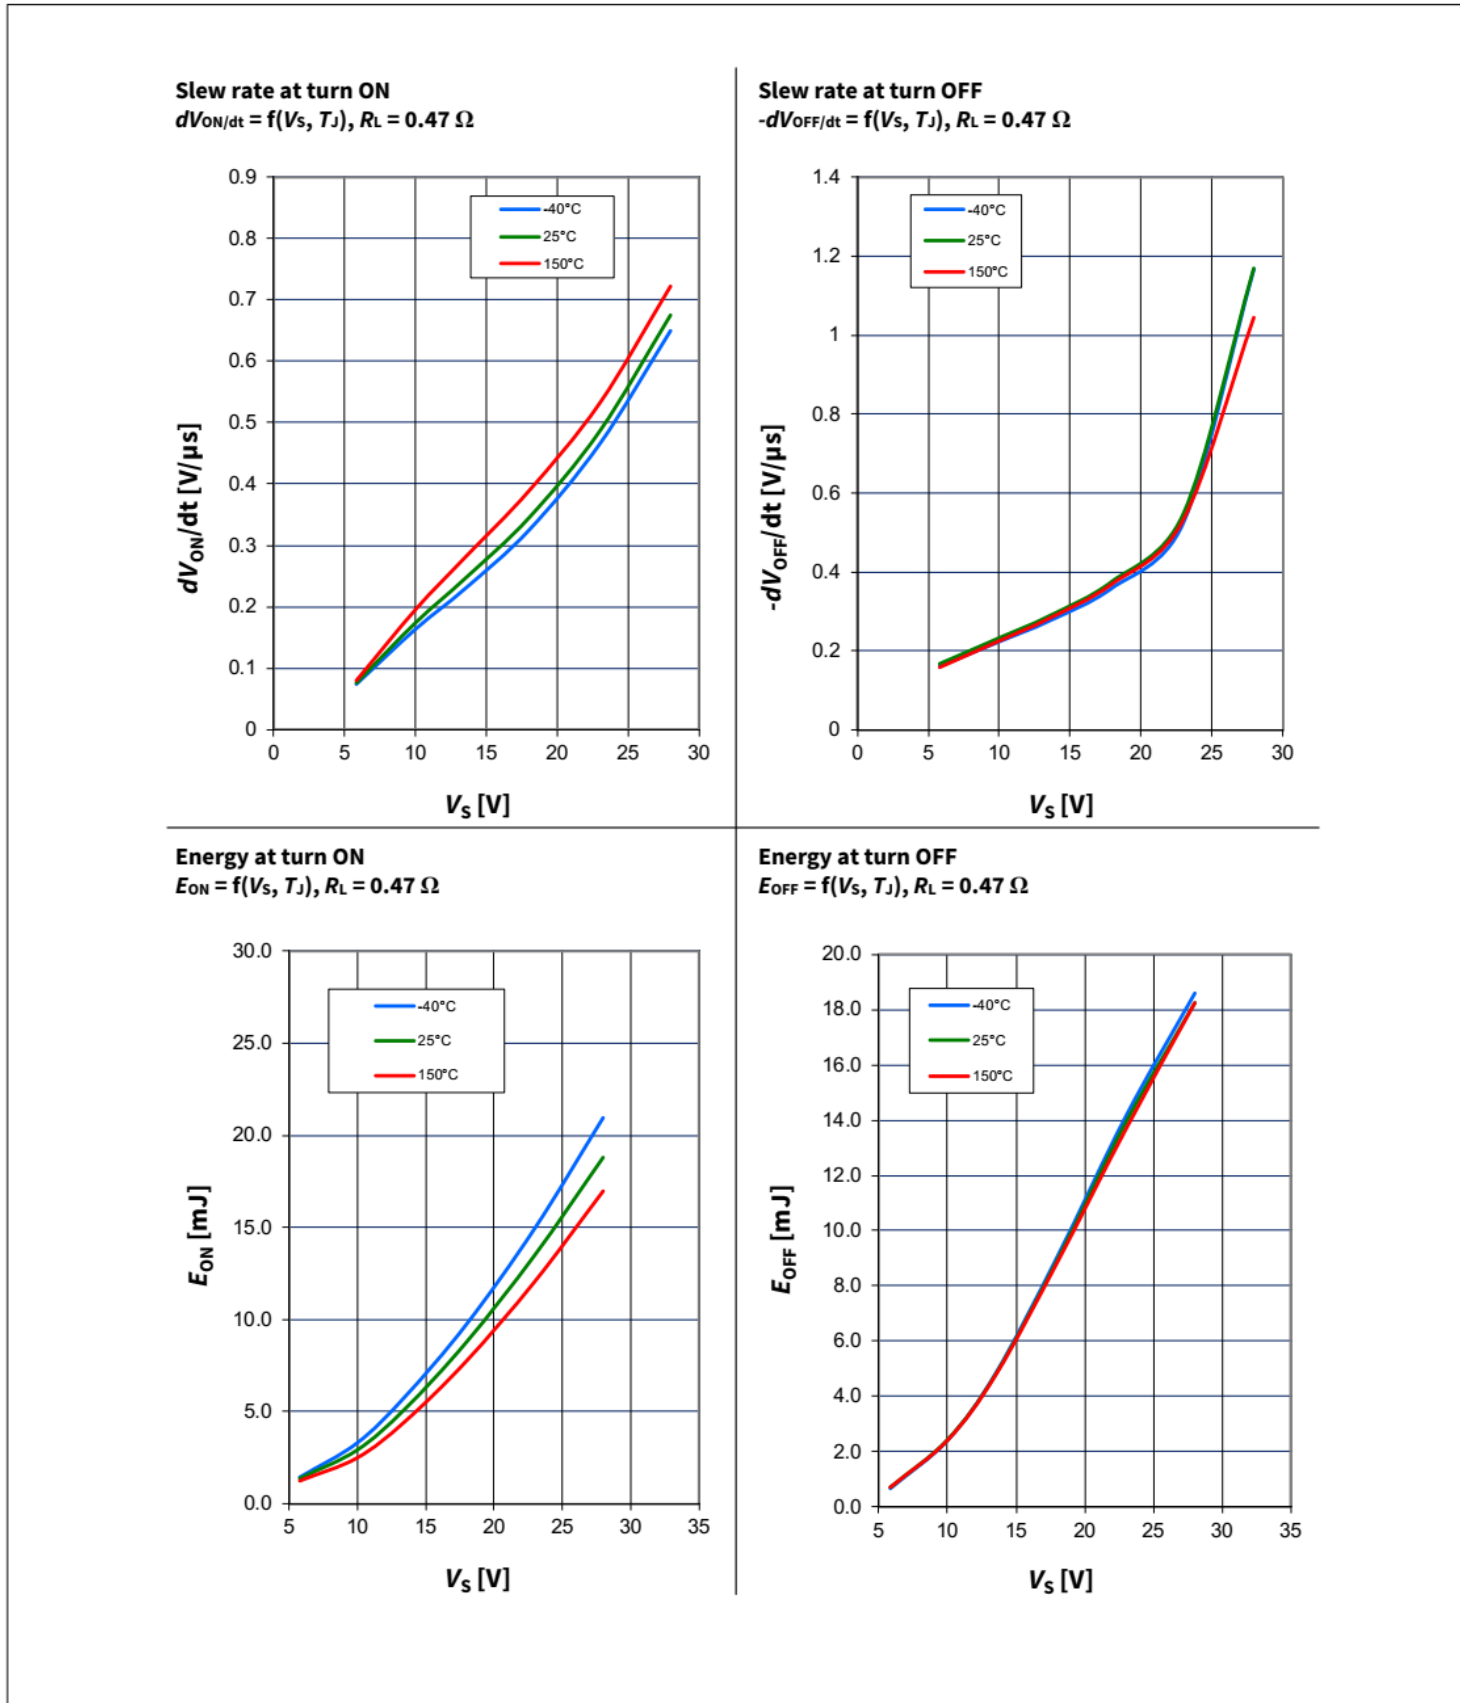 Slew rate at turn ON
dVON/dt = f(VS, TJ), RL = 0.47 Ω
0.9
0.8
0.7
0.6
0.5
0.4
0.3
0.2
0.1
0
0 5 10 15 20 25 30
-40°C
25°C
150°C
dVON/dt [V/µs]
VS [V]
Slew rate at turn OFF
-dVOFF/dt = f(VS, TJ), RL = 0.47 Ω
1.4
1.2
1
0.8
0.6
0.4
0.2
0
0 5 10 15 20 25 30
-40°C
25°C
150°C
-dVOFF/dt [V/µs]
VS [V]
Energy at turn ON
EON = f(VS, TJ), RL = 0.47 Ω
30.0
25.0
20.0
15.0
10.0
5.0
0.0
5 10 15 20 25 30 35
-40°C
25°C
150°C
EON [mJ]
VS [V]
Energy at turn OFF
EOFF = f(VS, TJ), RL = 0.47 Ω
20.0
18.0
16.0
14.0
12.0
10.0
8.0
6.0
4.0
2.0
0.0
5 10 15 20 25 30 35
-40°C
25°C
150°C
EOFF [mJ]
VS [V]